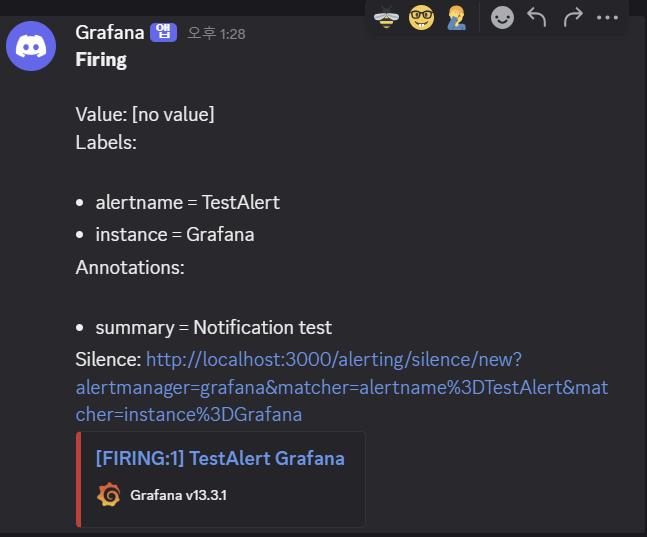 Grafana 앱 오후 1:28
Firing
Value: [no value]
Labels:
• alertname = TestAlert
• instance = Grafana
Annotations:
• summary = Notification test
Silence: http://localhost:3000/alerting/silence/new?
alertmanager=grafana&matcher=alertname%3DTestAlert&mat
cher=instance%3DGrafana
[FIRING:1] TestAlert Grafana
Grafana v13.3.1